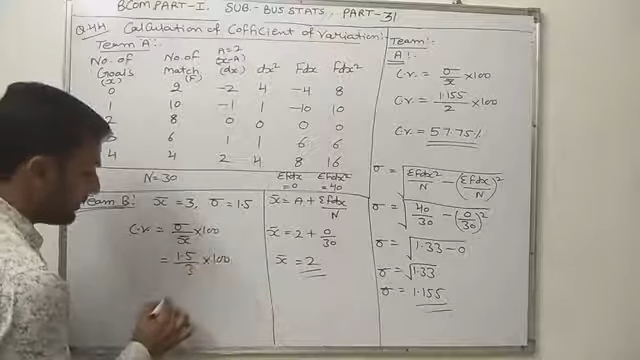 BCOM PART-I. SUB.- BUS STATS. PART-31
Q.44 Calculation of Cofficient of Variation:-
Team A:-
No. of Goals (x) No. of Match (F) A=2 (x-A) (dx) dx² Fdx Fdx²
0 2 -2 4 -4 8
1 10 -1 1 -10 10
2 8 0 0 0 0
6 1 1 6 6
4 4 2 4 8 16
N=30 ΣFdx =0 ΣFdx² =40
Team B:- x̄ = 3, σ = 1.5
C.V. = σ/x̄ ×100
= 1.5/3 ×100
x̄ = A + ΣFdx/N
x̄ = 2 + 0/30
x̄ = 2
Team:-
A:-
C.V. = σ/x̄ ×100
C.V. = 1.155/2 ×100
C.V. = 57.75%
σ = √(ΣFdx²/N - (ΣFdx/N)²)
σ = √(40/30 - (0/30)²)
σ = √(1.33 - 0)
σ = √1.33
σ = 1.155